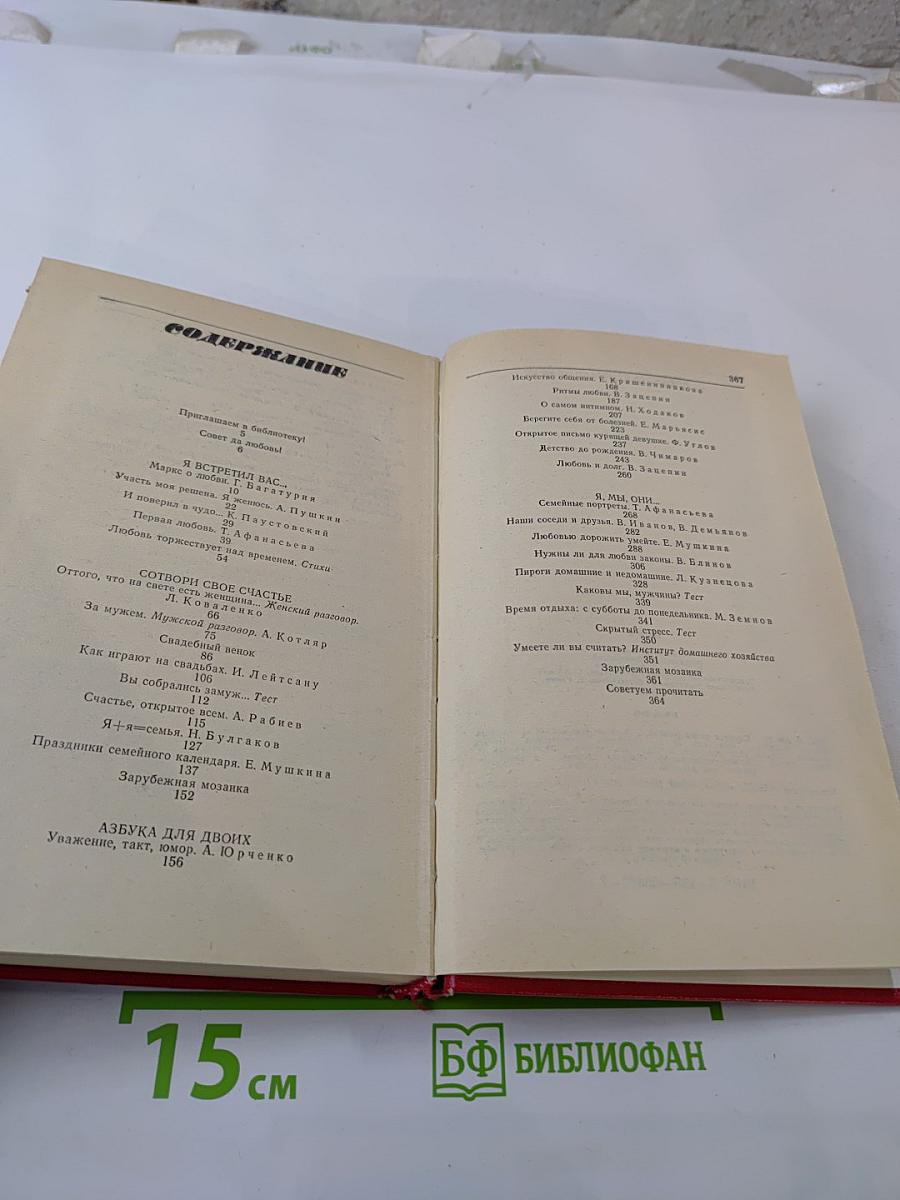 СОДЕРЖАНИЕ
Приглашаем в библиотеку!
5
Совет да любовь!
6
Я ВСТРЕТИЛ ВАС...
Маркс о любви. Г. Багатурия
10
Участь моя решена. Я женюсь. А. Пушкин
22
И поверил в чудо... К. Паустовский
29
Первая любовь. Т. Афанасьева
39
Любовь торжествует над временем. Стихи
54
СОТВОРИ СВОЕ СЧАСТЬЕ
Оттого, что на свете есть женщина... Женский разговор.
Л. Коваленко
66
За мужем. Мужской разговор. А. Котляр
75
Свадебный венок
86
Как играют на свадьбах. И. Лейтсану
106
Вы собрались замуж... Тест
112
Счастье, открытое всем. А. Рабиев
115
Я+я=семья. Н. Булгаков
127
Праздники семейного календаря. Е. Мушкина
137
Зарубежная мозаика
152
АЗБУКА ДЛЯ ДВОИХ
Уважение, такт, юмор. А. Юрченко
156
367
Искусство общения. Е. Кришенинникова
168
Ритмы любви. В. Зацепин
187
О самом интимном. Н. Ходаков
207
Берегите себя от болезней. Е. Марьясис
223
Открытое письмо курящей девушке. Ф. Углов
237
Детство до рождения. В. Чимаров
243
Любовь и долг. В. Зацепин
260
Я, МЫ, ОНИ...
Семейные портреты. Т. Афанасьева
268
Наши соседи и друзья. В. Иванов, В. Демьянов
282
Любовью дорожить умейте. Е. Мушкина
288
Нужны ли для любви законы. В. Блинов
306
Пироги домашние и недомашние. Л. Кузнецова
328
Каковы мы, мужчины? Тест
339
Время отдыха: с субботы до понедельника. М. Земнов
341
Скрытый стресс. Тест
350
Умеете ли вы считать? Институт домашнего хозяйства
351
Зарубежная мозаика
361
Советуем прочитать
364
15 см
БФ БИБЛИОФАН